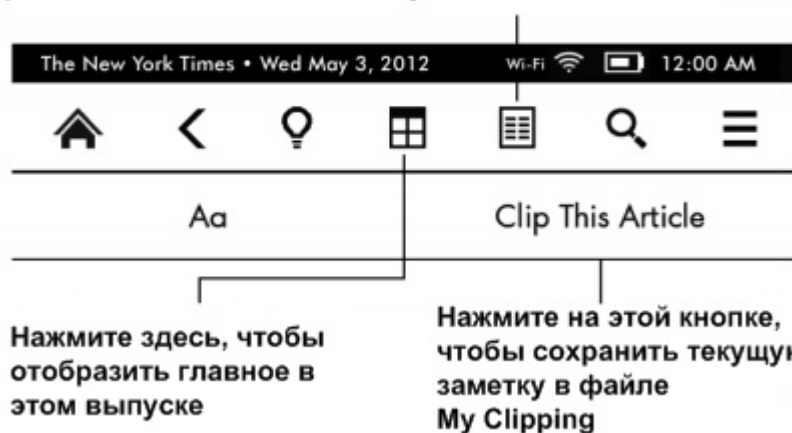 The New York Times • Wed May 3, 2012 Wi-Fi 12:00 AM
Aa Clip This Article
Нажмите здесь, чтобы
отобразить главное в
этом выпуске
Нажмите на этой кнопке,
чтобы сохранить текущую
заметку в файле
My Clipping